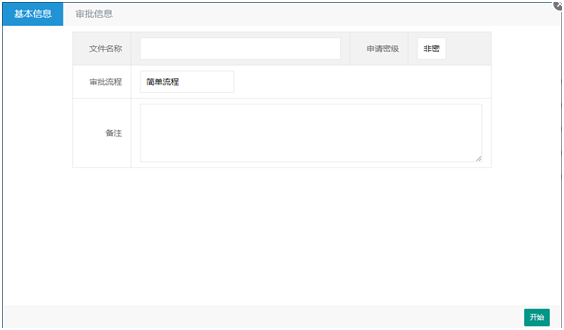 基本信息 审批信息
文件名称 申请密级 非密
审批流程 简单流程
备注
开始